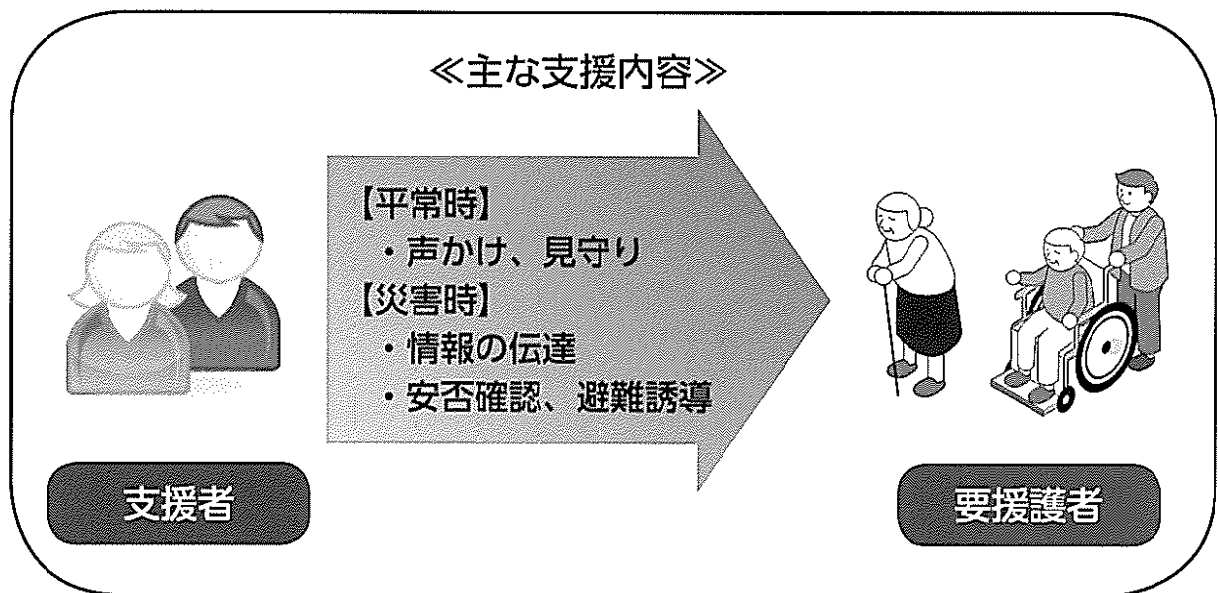 ≪主な支援内容≫
【平常時】
・声かけ、見守り
【災害時】
・情報の伝達
・安否確認、避難誘導
支援者
要援護者